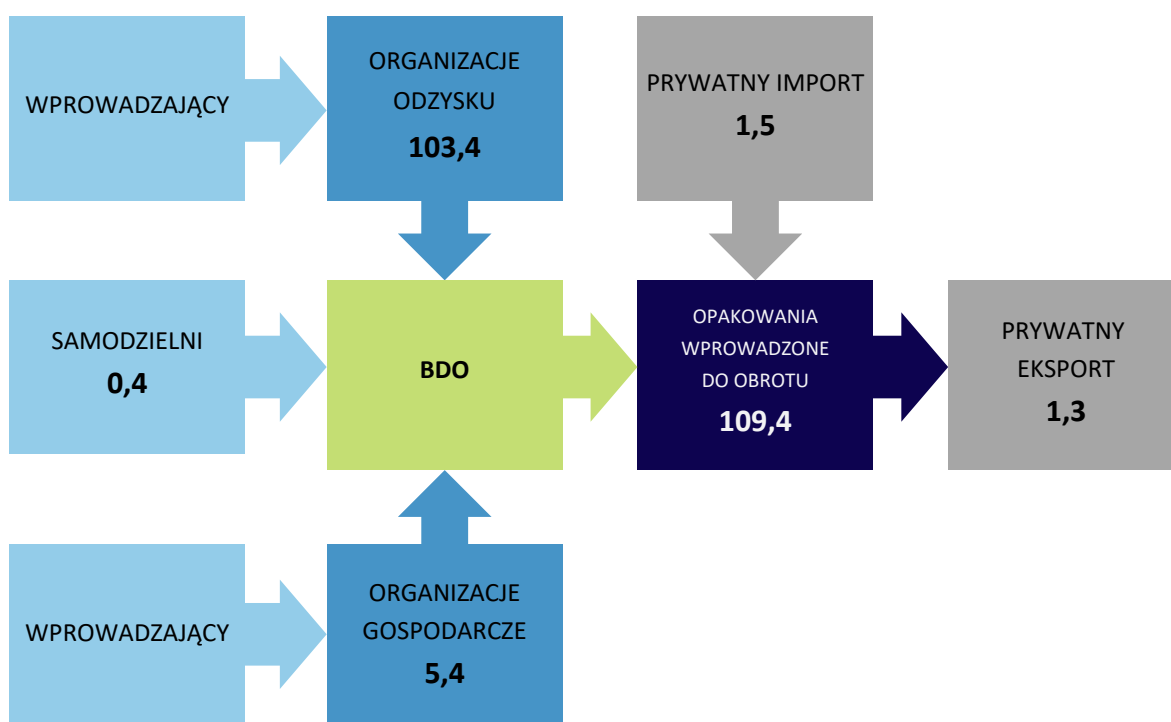 WPROWADZAJĄCY
ORGANIZACJE
ODZYSKU
103,4
PRYWATNY IMPORT
1,5
SAMODZIELNI
0,4
BDO
OPAKOWANIA
WPROWADZONE
DO OBROTU
109,4
PRYWATNY
EKSPORT
1,3
WPROWADZAJĄCY
ORGANIZACJE
GOSPODARCZE
5,4